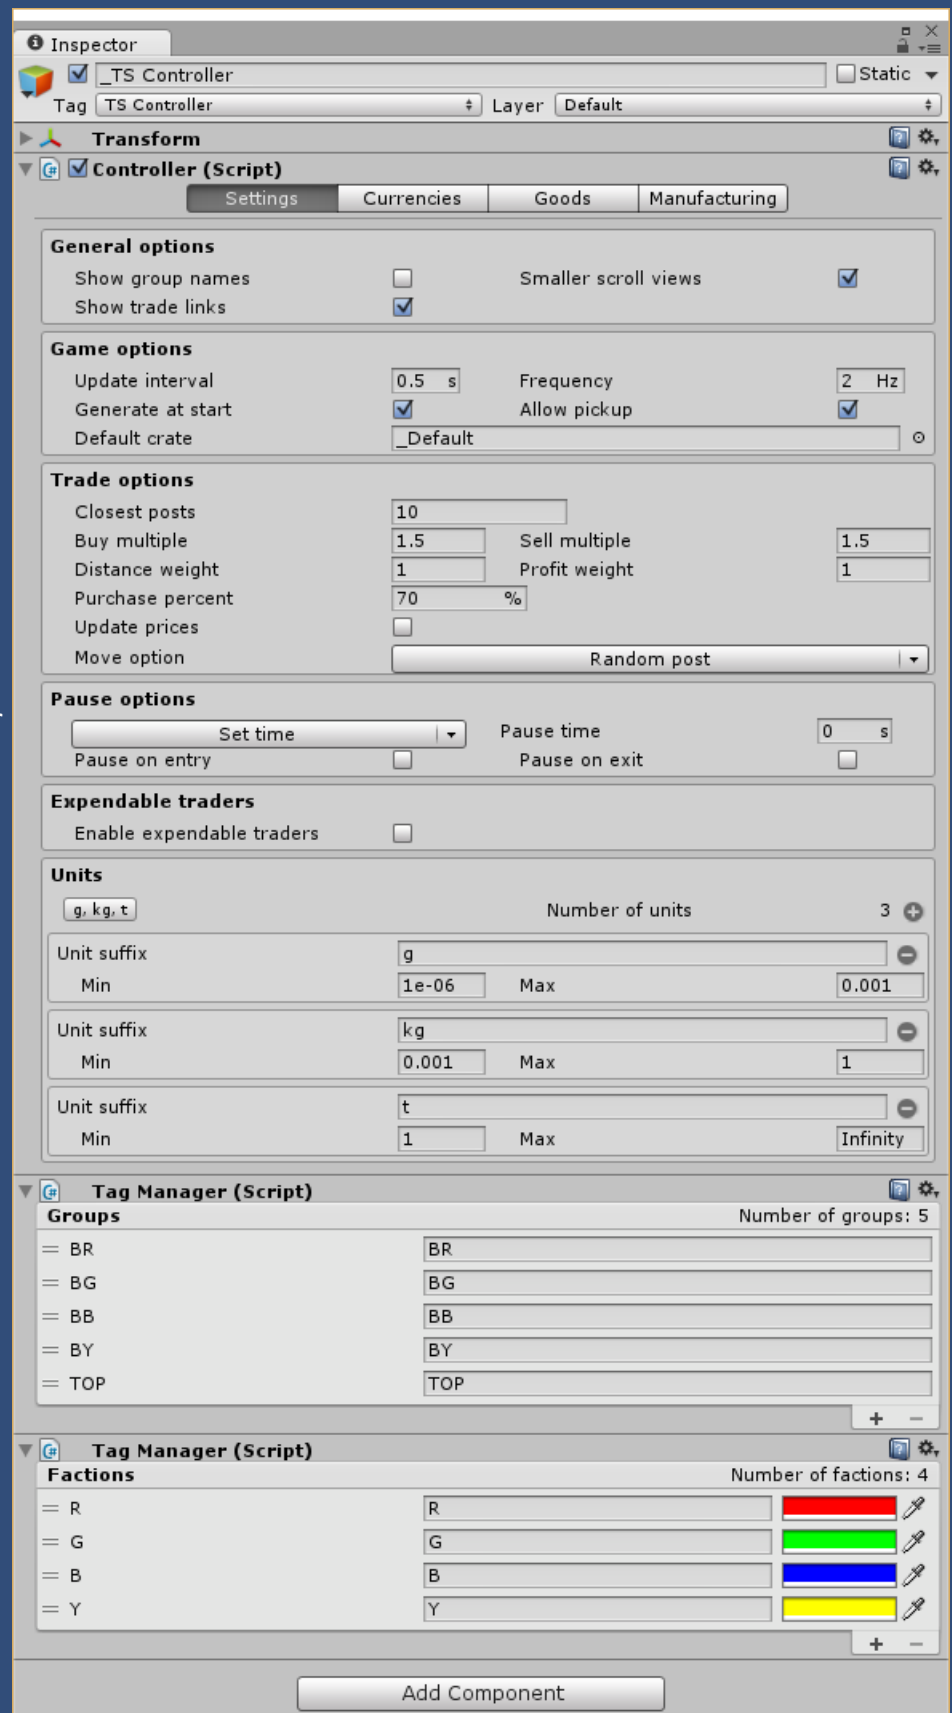 Inspector
_TS Controller Static
Tag TS Controller Layer Default
Transform
Controller (Script)
Settings Currencies Goods Manufacturing
General options
Show group names Smaller scroll views
Show trade links
Game options
Update interval 0.5 s Frequency 2 Hz
Generate at start Allow pickup
Default crate _Default
Trade options
Closest posts 10
Buy multiple 1.5 Sell multiple 1.5
Distance weight 1 Profit weight 1
Purchase percent 70 %
Update prices
Move option Random post
Pause options
Set time Pause time 0 s
Pause on entry Pause on exit
Expendable traders
Enable expendable traders
Units
g, kg, t Number of units 3
Unit suffix g
Min 1e-06 Max 0.001
Unit suffix kg
Min 0.001 Max 1
Unit suffix t
Min 1 Max Infinity
Tag Manager (Script)
Groups Number of groups: 5
BR BR
BG BG
BB BB
BY BY
TOP TOP
Tag Manager (Script)
Factions Number of factions: 4
R R
G G
B B
Y Y
Add Component